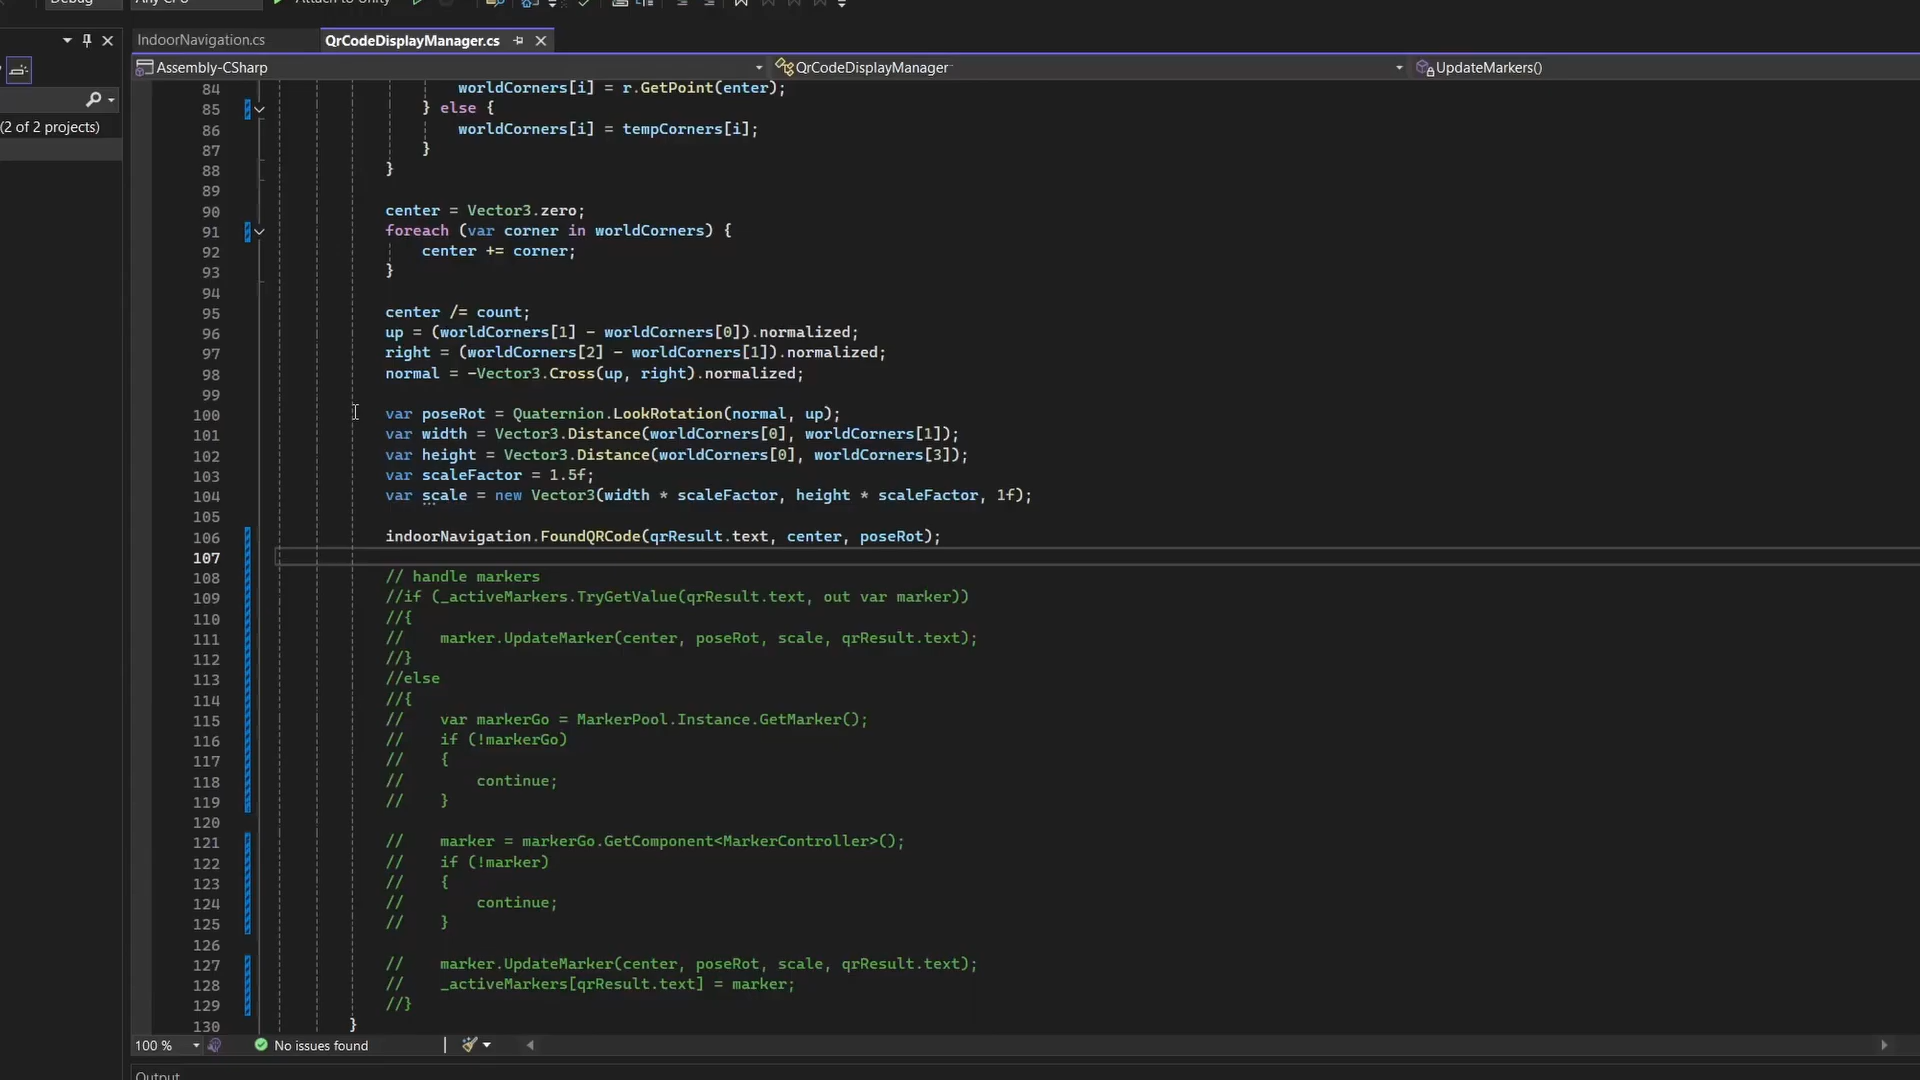 Debug Any CPU Attach to Unity
IndoorNavigation.cs QrCodeDisplayManager.cs
Assembly-CSharp QrCodeDisplayManager UpdateMarkers()
(2 of 2 projects)
84 worldCorners[i] = r.GetPoint(enter);
85 } else {
86 worldCorners[i] = tempCorners[i];
87 }
88 }
89
90 center = Vector3.zero;
91 foreach (var corner in worldCorners) {
92 center += corner;
93 }
94
95 center /= count;
96 up = (worldCorners[1] - worldCorners[0]).normalized;
97 right = (worldCorners[2] - worldCorners[1]).normalized;
98 normal = -Vector3.Cross(up, right).normalized;
99
100 var poseRot = Quaternion.LookRotation(normal, up);
101 var width = Vector3.Distance(worldCorners[0], worldCorners[1]);
102 var height = Vector3.Distance(worldCorners[0], worldCorners[3]);
103 var scaleFactor = 1.5f;
104 var scale = new Vector3(width * scaleFactor, height * scaleFactor, 1f);
105
106 indoorNavigation.FoundQRCode(qrResult.text, center, poseRot);
107
108 // handle markers
109 //if (_activeMarkers.TryGetValue(qrResult.text, out var marker))
110 //{
111 // marker.UpdateMarker(center, poseRot, scale, qrResult.text);
112 //}
113 //else
114 //{
115 // var markerGo = MarkerPool.Instance.GetMarker();
116 // if (!markerGo)
117 // {
118 // continue;
119 // }
120
121 // marker = markerGo.GetComponent<MarkerController>();
122 // if (!marker)
123 // {
124 // continue;
125 // }
126
127 // marker.UpdateMarker(center, poseRot, scale, qrResult.text);
128 // _activeMarkers[qrResult.text] = marker;
129 //}
130 }
100 % No issues found
Output